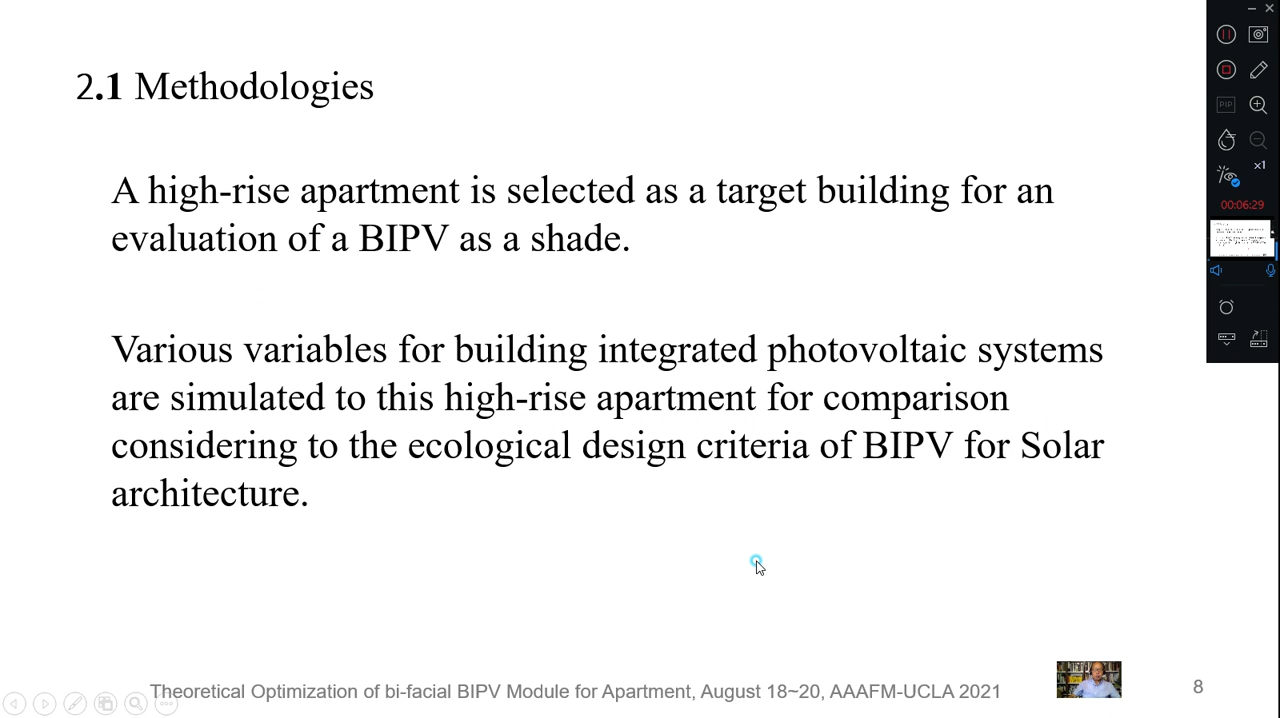 2.1 Methodologies
A high-rise apartment is selected as a target building for an
evaluation of a BIPV as a shade.
Various variables for building integrated photovoltaic systems
are simulated to this high-rise apartment for comparison
considering to the ecological design criteria of BIPV for Solar
architecture.
Theoretical Optimization of bi-facial BIPV Module for Apartment, August 18~20, AAAFM-UCLA 2021
8
PIP
x1
00:06:29